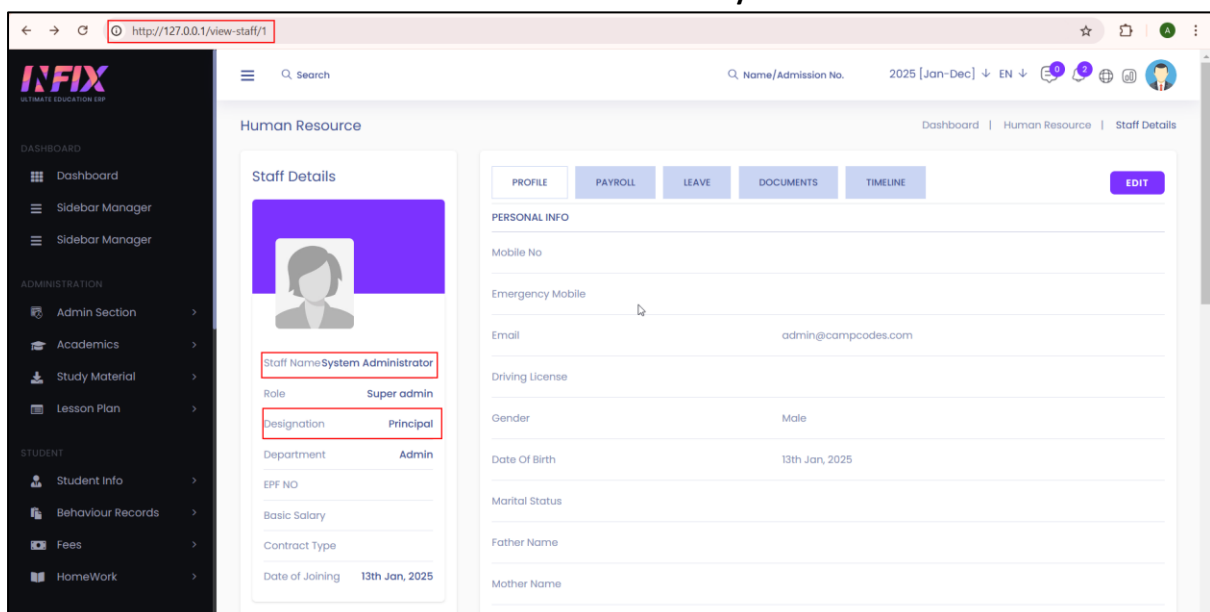 http://127.0.0.1/view-staff/1
A
INFIX
ULTIMATE EDUCATION ERP
Search
Name/Admission No.
2025 [Jan-Dec]
EN
0
2
Human Resource
Dashboard | Human Resource | Staff Details
DASHBOARD
Dashboard
Sidebar Manager
Sidebar Manager
ADMINISTRATION
Admin Section
Academics
Study Material
Lesson Plan
STUDENT
Student Info
Behaviour Records
Fees
HomeWork
Staff Details
Staff Name System Administrator
Role Super admin
Designation Principal
Department Admin
EPF NO
Basic Salary
Contract Type
Date of Joining 13th Jan, 2025
PROFILE PAYROLL LEAVE DOCUMENTS TIMELINE EDIT
PERSONAL INFO
Mobile No
Emergency Mobile
Email admin@campcodes.com
Driving License
Gender Male
Date Of Birth 13th Jan, 2025
Marital Status
Father Name
Mother Name